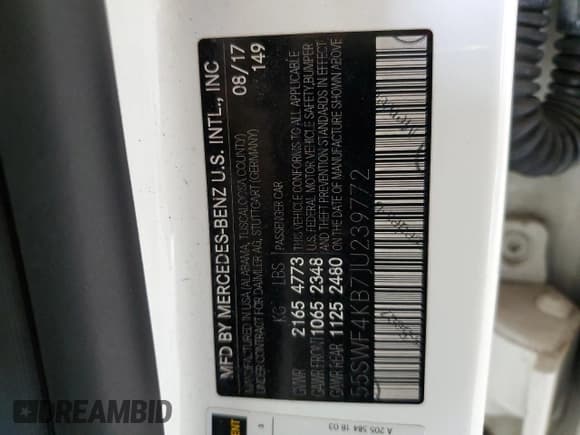 MFD BY MERCEDES-BENZ U.S. INTL., INC
MANUFACTURED IN USA (ALABAMA, TUSCALOOSA COUNTY)
UNDER CONTRACT FOR DAIMLER AG, STUTTGART (GERMANY)
08/17
149
KG LBS PASSENGER CAR
GVWR 2165 4773 THIS VEHICLE CONFORMS TO ALL APPLICABLE
GAWR FRONT 1065 2348 U.S. FEDERAL MOTOR VEHICLE SAFETY, BUMPER
AND THEFT PREVENTION STANDARDS IN EFFECT
GAWR REAR 1125 2480 ON THE DATE OF MANUFACTURE SHOWN ABOVE
55SWF4KB7JU239772
A 205 584 18 03
3
DREAMBID